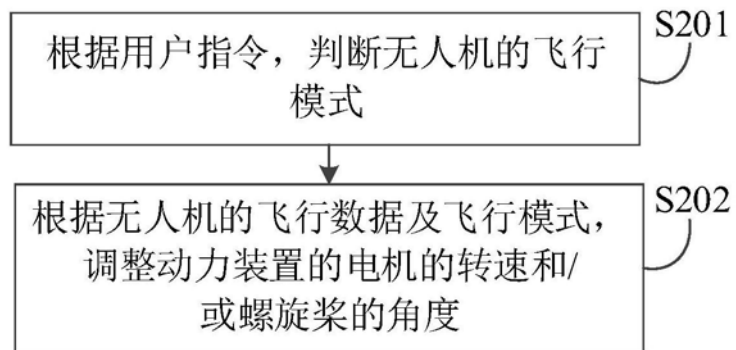 S201
根据用户指令，判断无人机的飞行
模式
S202
根据无人机的飞行数据及飞行模式，
调整动力装置的电机的转速和/
或螺旋桨的角度